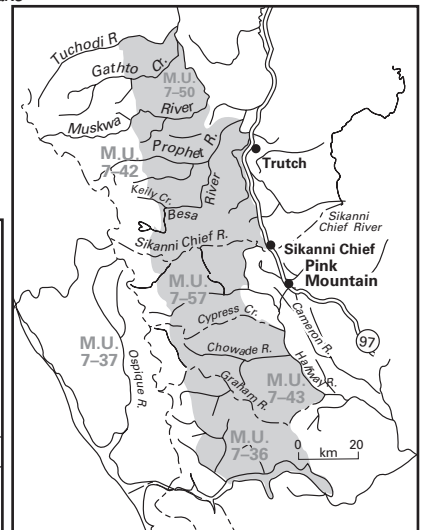 Tuchodi R.
Gathto Cr.
M.U.
7–50
River
Muskwa
Prophet R.
M.U.
7–42
Trutch
Keily Cr.
River
Besa
Sikanni
Chief River
Sikanni Chief R.
Sikanni Chief
Pink
Mountain
M.U.
7–57
Cypress Cr.
Cameron R.
97
Chowade R.
M.U.
7–37
Ospique R.
Halfway R.
Graham R.
M.U.
7–43
M.U.
7–36
0 20
km